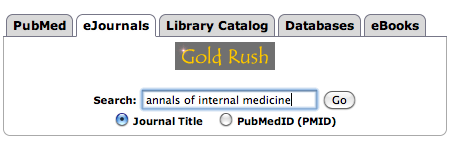 PubMed eJournals Library Catalog Databases eBooks
Gold Rush
Search: annals of internal medicine Go
Journal Title PubMedID (PMID)